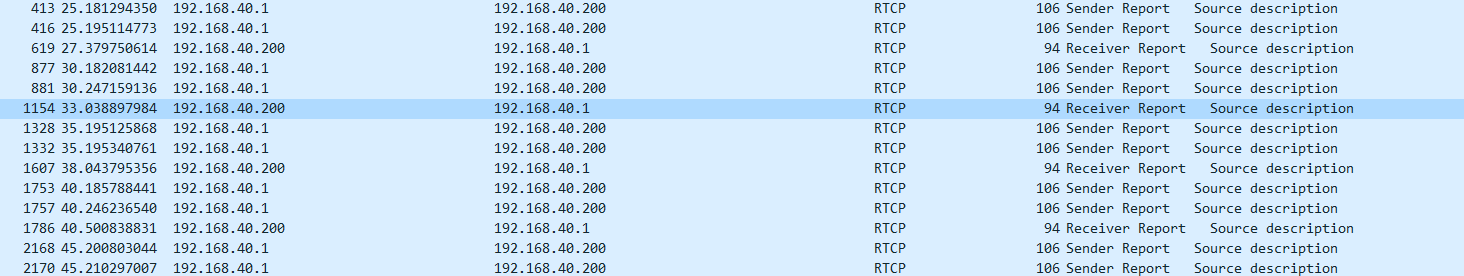 413 25.181294350 192.168.40.1 192.168.40.200 RTCP 106 Sender Report Source description
416 25.195114773 192.168.40.1 192.168.40.200 RTCP 106 Sender Report Source description
619 27.379750614 192.168.40.200 192.168.40.1 RTCP 94 Receiver Report Source description
877 30.182081442 192.168.40.1 192.168.40.200 RTCP 106 Sender Report Source description
881 30.247159136 192.168.40.1 192.168.40.200 RTCP 106 Sender Report Source description
1154 33.038897984 192.168.40.200 192.168.40.1 RTCP 94 Receiver Report Source description
1328 35.195125868 192.168.40.1 192.168.40.200 RTCP 106 Sender Report Source description
1332 35.195340761 192.168.40.1 192.168.40.200 RTCP 106 Sender Report Source description
1607 38.043795356 192.168.40.200 192.168.40.1 RTCP 94 Receiver Report Source description
1753 40.185788441 192.168.40.1 192.168.40.200 RTCP 106 Sender Report Source description
1757 40.246236540 192.168.40.1 192.168.40.200 RTCP 106 Sender Report Source description
1786 40.500838831 192.168.40.200 192.168.40.1 RTCP 94 Receiver Report Source description
2168 45.200803044 192.168.40.1 192.168.40.200 RTCP 106 Sender Report Source description
2170 45.210297007 192.168.40.1 192.168.40.200 RTCP 106 Sender Report Source description